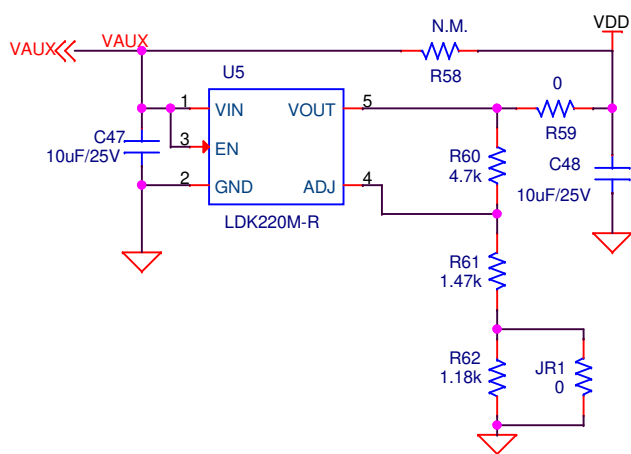 N.M.
VDD
VAUX
VAUX
R58
U5
1
VIN
VOUT
5
0
R59
C47
10uF/25V
3
EN
R60
4.7k
C48
10uF/25V
2
GND
ADJ
4
LDK220M-R
R61
1.47k
R62
1.18k
JR1
0